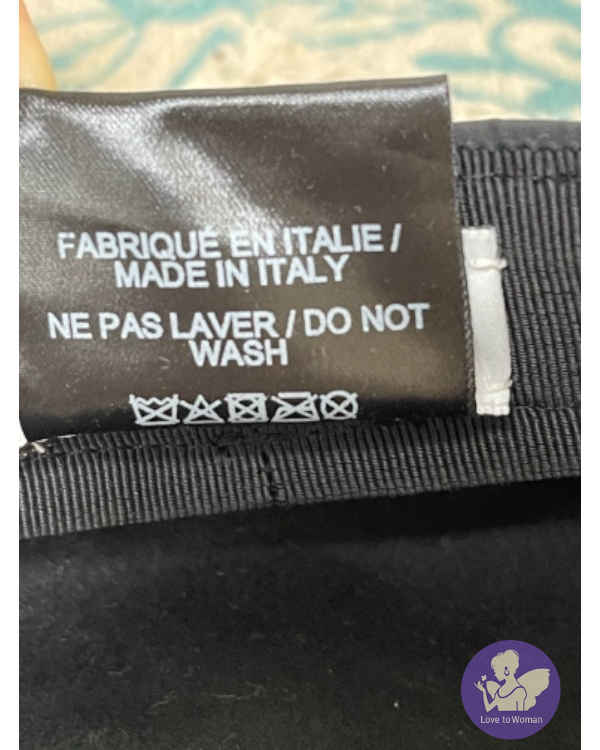 FABRIQUÉ EN ITALIE /
MADE IN ITALY
NE PAS LAVER / DO NOT
WASH
Love to Woman